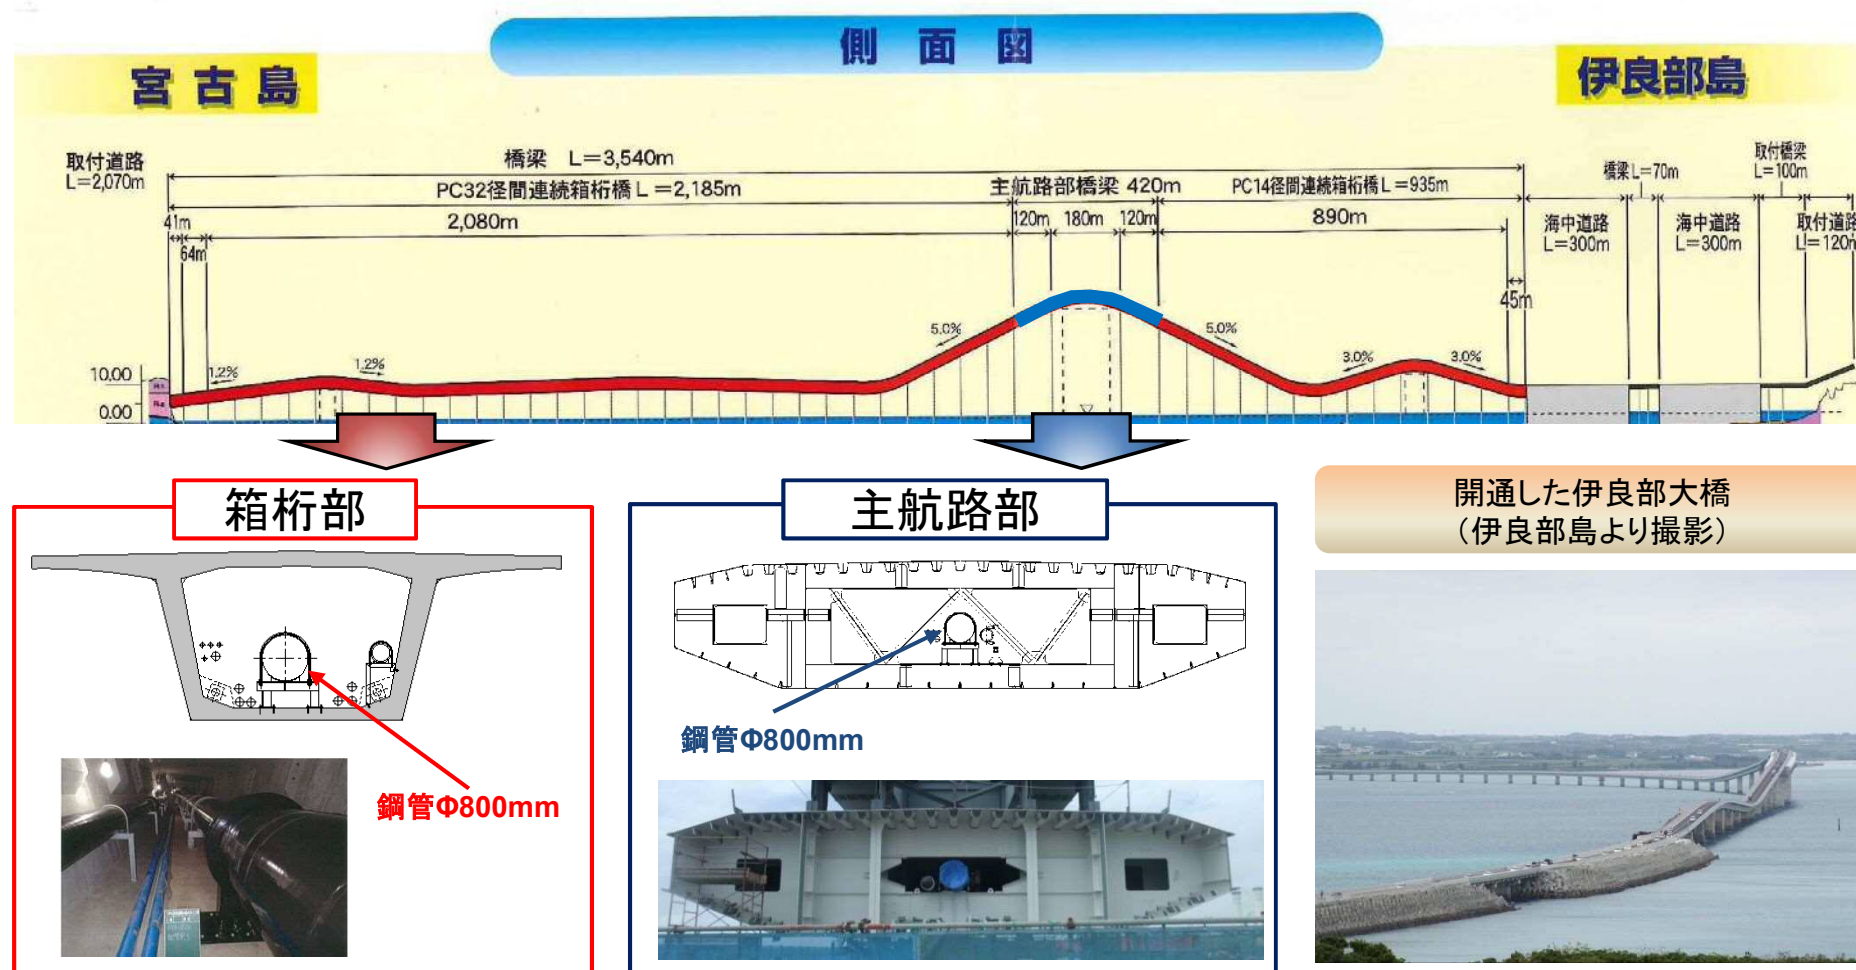 側面図
宮古島
伊良部島
取付道路
L=2,070m
橋梁 L=3,540m
PC32径間連続箱桁橋L=2,185m
主航路部橋梁 420m
PC14径間連続箱桁橋L=935m
橋梁L=70m
取付橋梁
L=100m
41m
64m
2,080m
120m
180m
120m
890m
45m
海中道路
L=300m
海中道路
L=300m
取付道路
L=120m
1.2%
1.2%
5.0%
5.0%
3.0%
3.0%
10.00
0.00
箱桁部
鋼管Φ800mm
主航路部
鋼管Φ800mm
開通した伊良部大橋
（伊良部島より撮影）